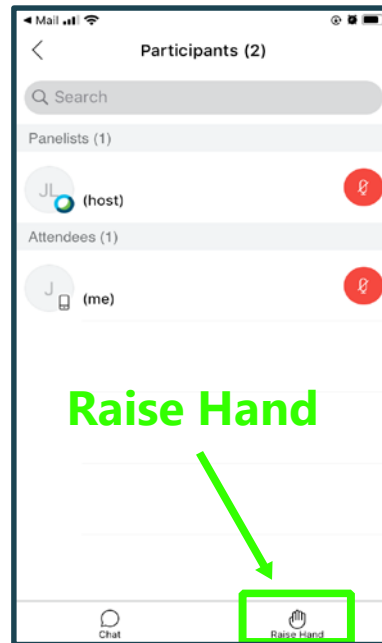 Mail
Participants (2)
Search
Panelists (1)
JL
(host)
Attendees (1)
J
(me)
Raise Hand
Chat
Raise Hand